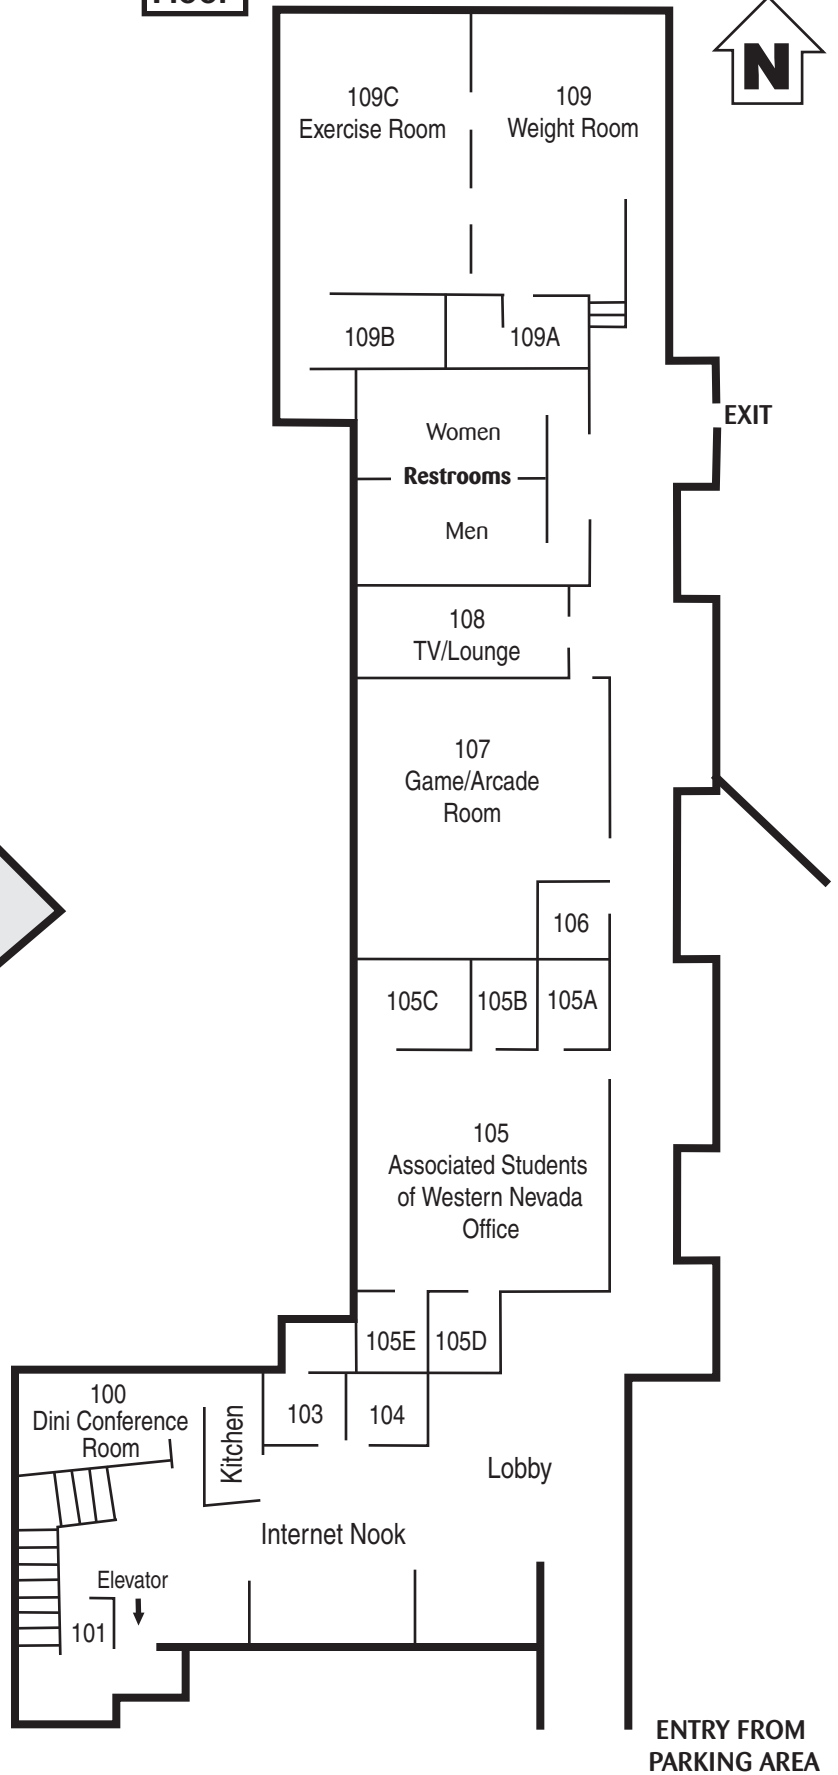 N
109C
Exercise Room
109
Weight Room
109B
109A
EXIT
Women
Restrooms
Men
108
TV/Lounge
107
Game/Arcade
Room
106
105C
105B
105A
105
Associated Students
of Western Nevada
Office
105E
105D
100
Dini Conference
Room
Kitchen
103
104
Lobby
Internet Nook
Elevator
101
ENTRY FROM
PARKING AREA